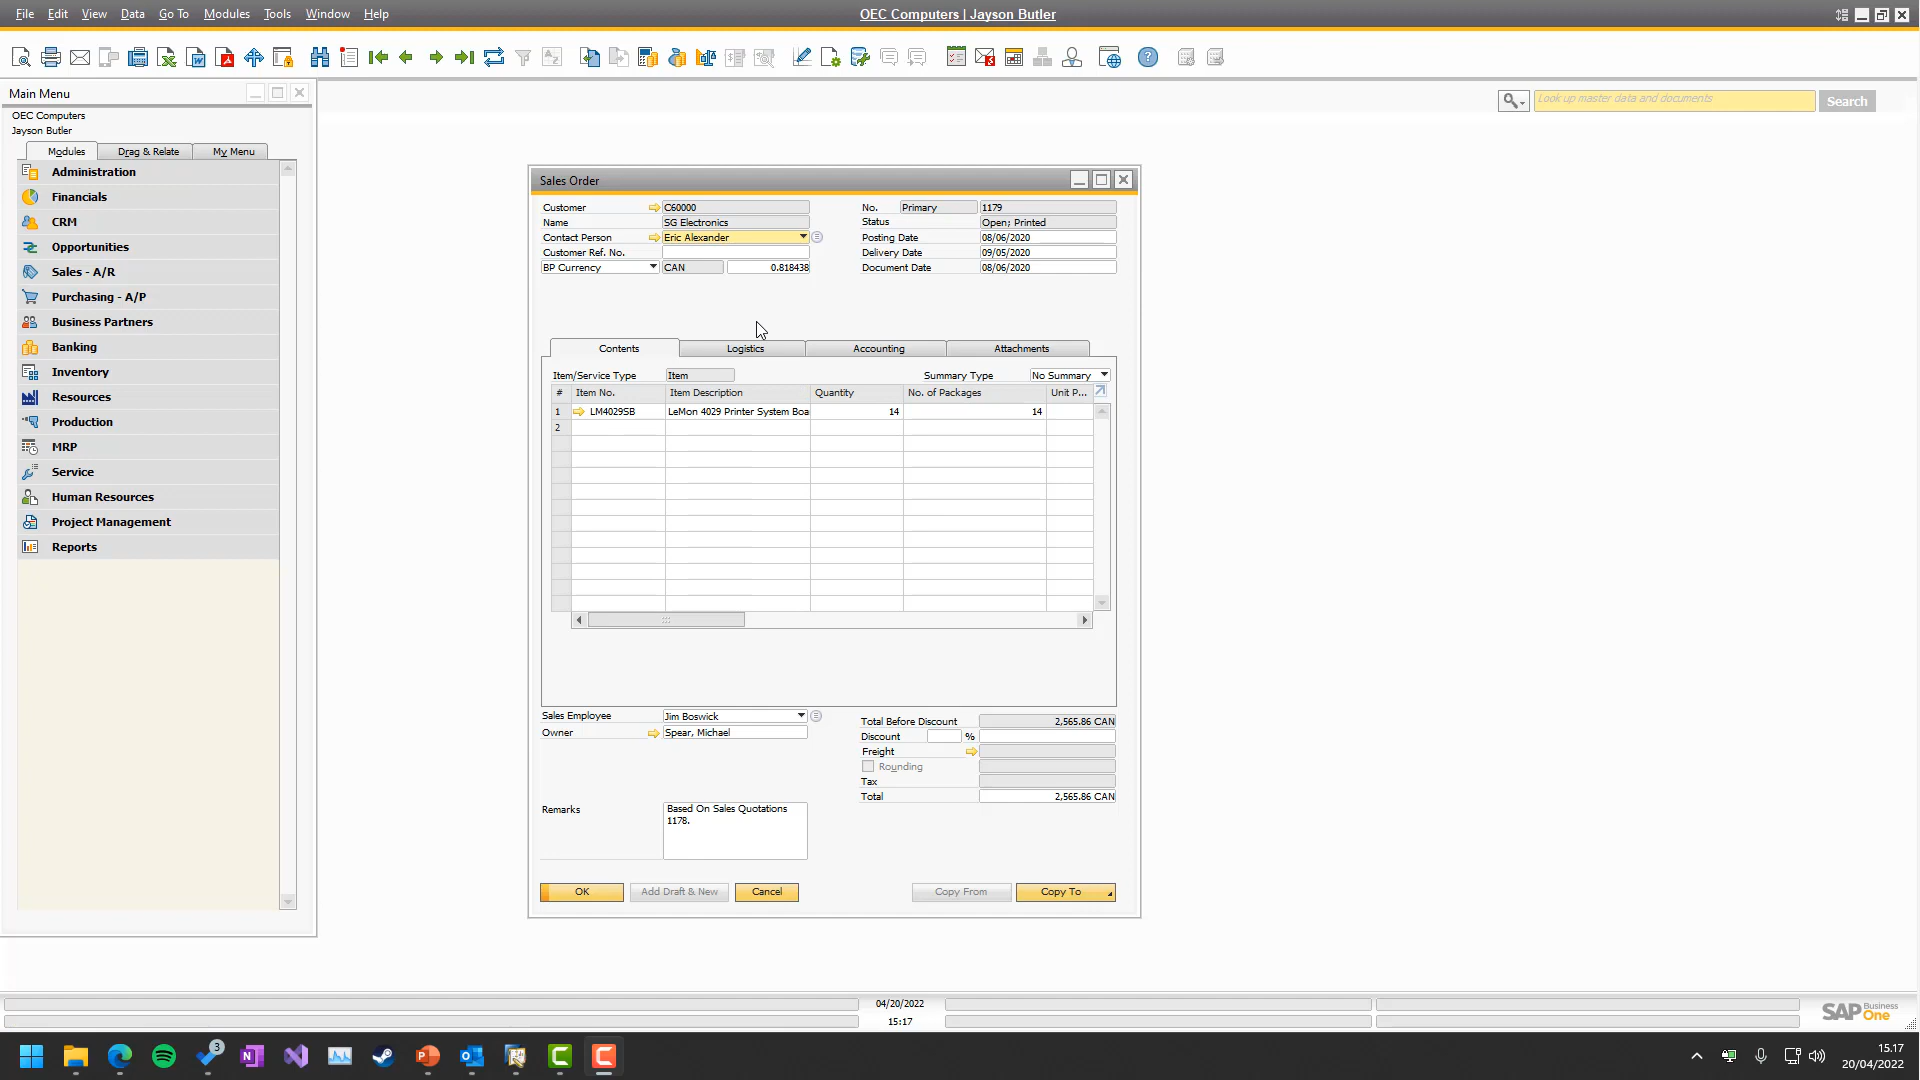 File Edit View Data Go To Modules Tools Window Help
OEC Computers | Jayson Butler
Main Menu
OEC Computers
Jayson Butler
Modules Drag & Relate My Menu
Administration
Financials
CRM
Opportunities
Sales - A/R
Purchasing - A/P
Business Partners
Banking
Inventory
Resources
Production
MRP
Service
Human Resources
Project Management
Reports
Look up master data and documents
Search
Sales Order
Customer C60000
Name SG Electronics
Contact Person Eric Alexander
Customer Ref. No.
BP Currency CAN 0.818438
No. Primary 1179
Status Open; Printed
Posting Date 08/06/2020
Delivery Date 09/05/2020
Document Date 08/06/2020
Contents Logistics Accounting Attachments
Item/Service Type Item Summary Type No Summary
# Item No. Item Description Quantity No. of Packages Unit P...
1 LM4029SB LeMon 4029 Printer System Boa 14 14
2
Sales Employee Jim Boswick
Owner Spear, Michael
Remarks Based On Sales Quotations
1178.
Total Before Discount 2,565.86 CAN
Discount %
Freight
Rounding
Tax
Total 2,565.86 CAN
OK Add Draft & New Cancel Copy From Copy To
04/20/2022
15:17
SAP Business
One
3
15.17
20/04/2022